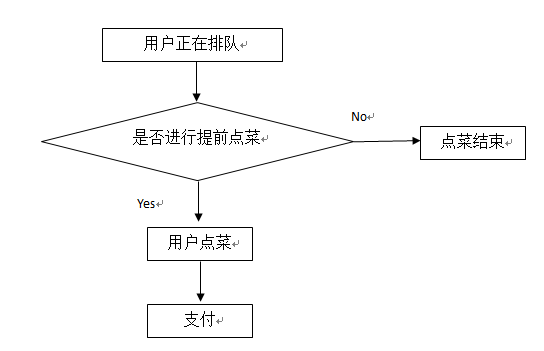 用户正在排队
No
是否进行提前点菜
点菜结束
Yes
用户点菜
支付